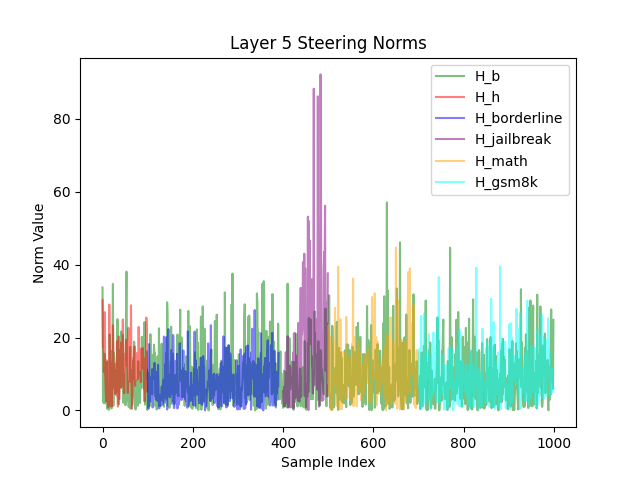 Layer 5 Steering Norms
H_b
H_h
H_borderline
H_jailbreak
H_math
H_gsm8k
Norm Value
80
60
40
20
0
0
200
400
600
800
1000
Sample Index